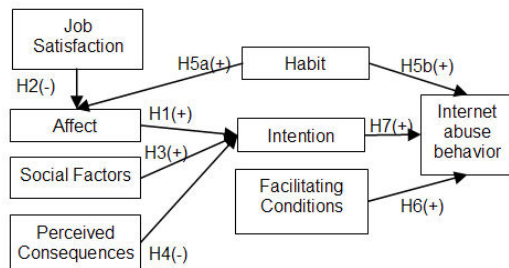 Job
Satisfaction
H5a(+)
Habit
H5b(+)
H2(-)
Affect
H1(+)
Intention
H7(+)
Internet
abuse
behavior
H3(+)
Social Factors
Facilitating
Conditions
H6(+)
Perceived
Consequences
H4(-)